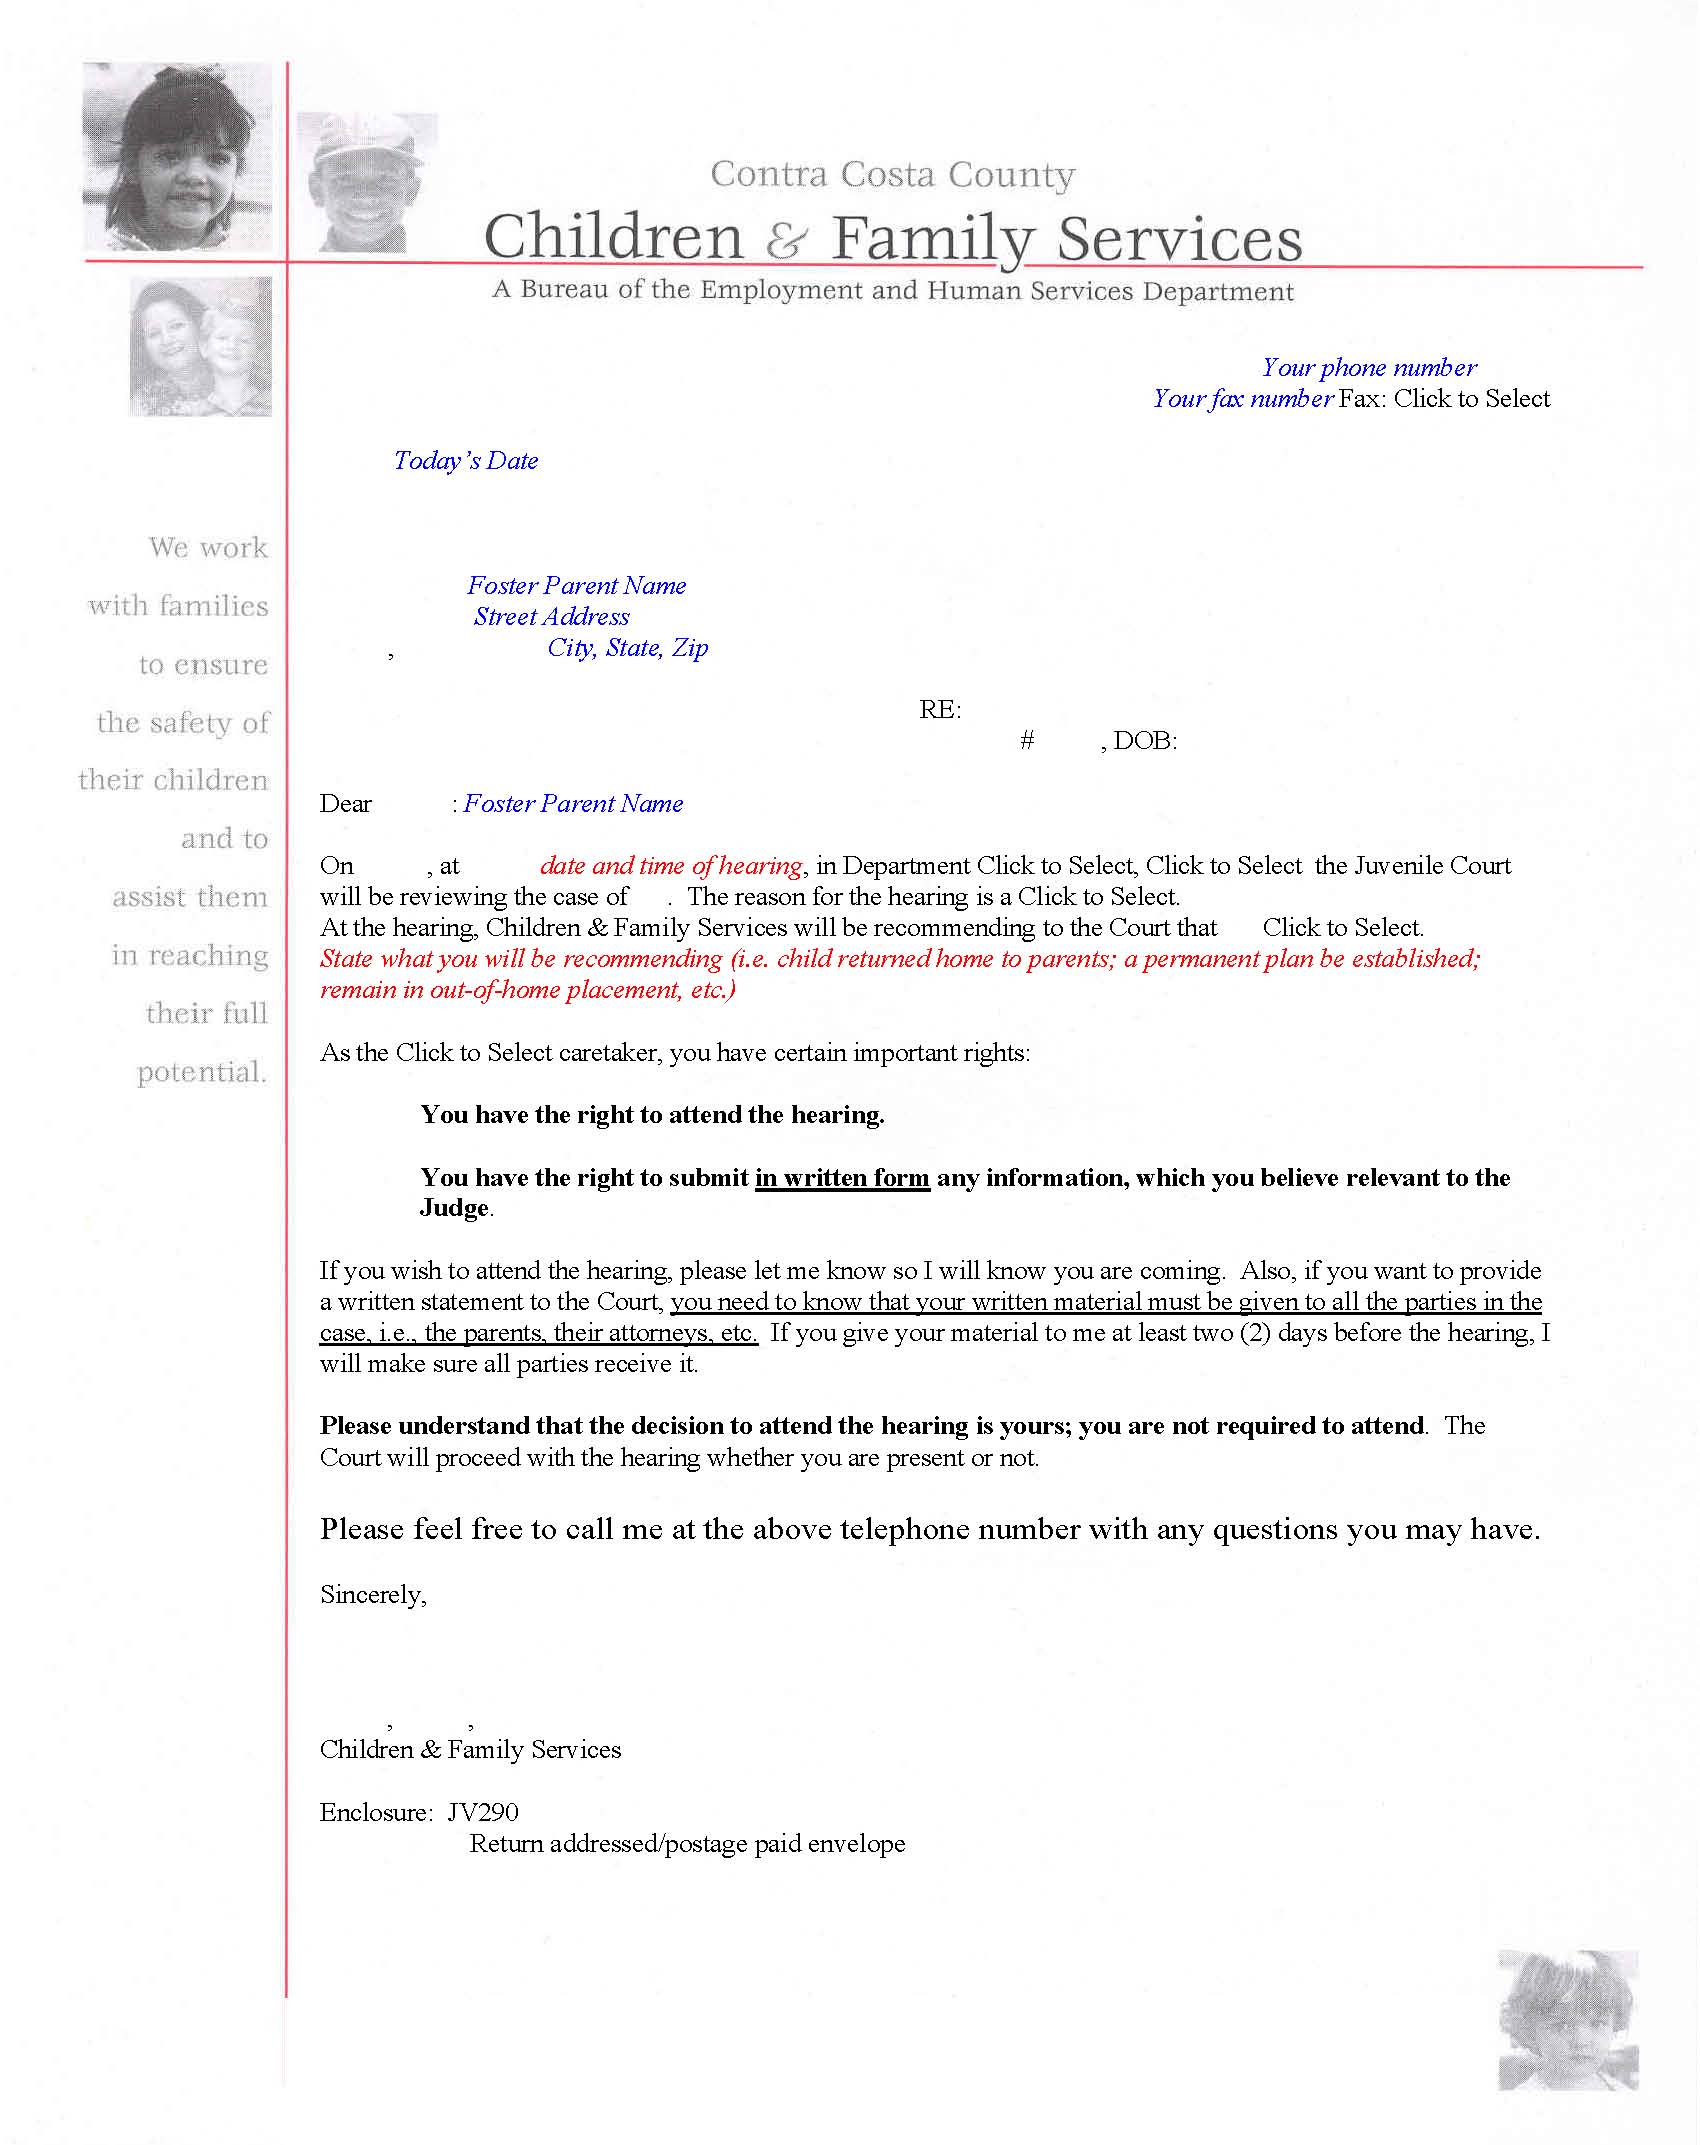 Contra Costa County
Children & Family Services
A Bureau of the Employment and Human Services Department
Your phone number
Your fax number Fax: Click to Select
Today's Date
We work
with families
to ensure
the safety of
their children
and to
assist them
in reaching
their full
potential.
Foster Parent Name
Street Address
, City, State, Zip
RE:
# , DOB:
Dear : Foster Parent Name
On , at date and time of hearing, in Department Click to Select, Click to Select the Juvenile Court
will be reviewing the case of . The reason for the hearing is a Click to Select.
At the hearing, Children & Family Services will be recommending to the Court that Click to Select.
State what you will be recommending (i.e. child returned home to parents; a permanent plan be established;
remain in out-of-home placement, etc.)
As the Click to Select caretaker, you have certain important rights:
You have the right to attend the hearing.
You have the right to submit in written form any information, which you believe relevant to the
Judge.
If you wish to attend the hearing, please let me know so I will know you are coming. Also, if you want to provide
a written statement to the Court, you need to know that your written material must be given to all the parties in the
case, i.e., the parents, their attorneys, etc. If you give your material to me at least two (2) days before the hearing, I
will make sure all parties receive it.
Please understand that the decision to attend the hearing is yours; you are not required to attend. The
Court will proceed with the hearing whether you are present or not.
Please feel free to call me at the above telephone number with any questions you may have.
Sincerely,
, ,
Children & Family Services
Enclosure: JV290
Return addressed/postage paid envelope